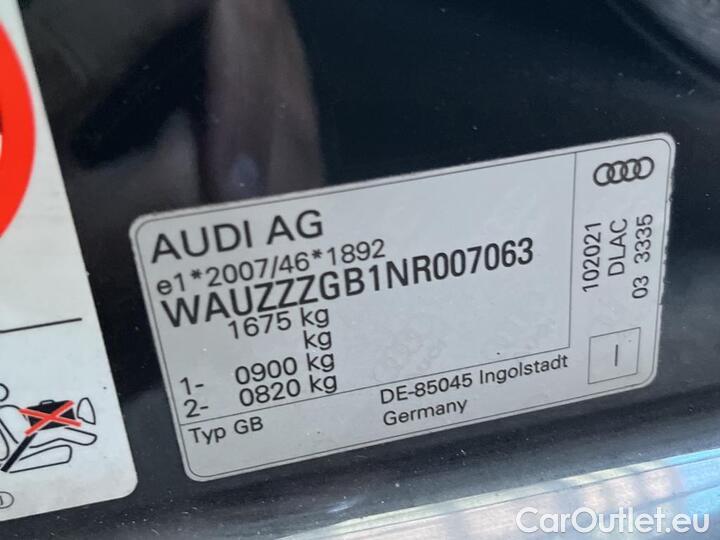 AUDI AG
e1*2007/46*1892
WAUZZZGB1NR007063
1675 kg
kg
1- 0900 kg
2- 0820 kg
Typ GB
DE-85045 Ingolstadt
Germany
I
102021
DLAC
03 3335
CarOutlet.eu